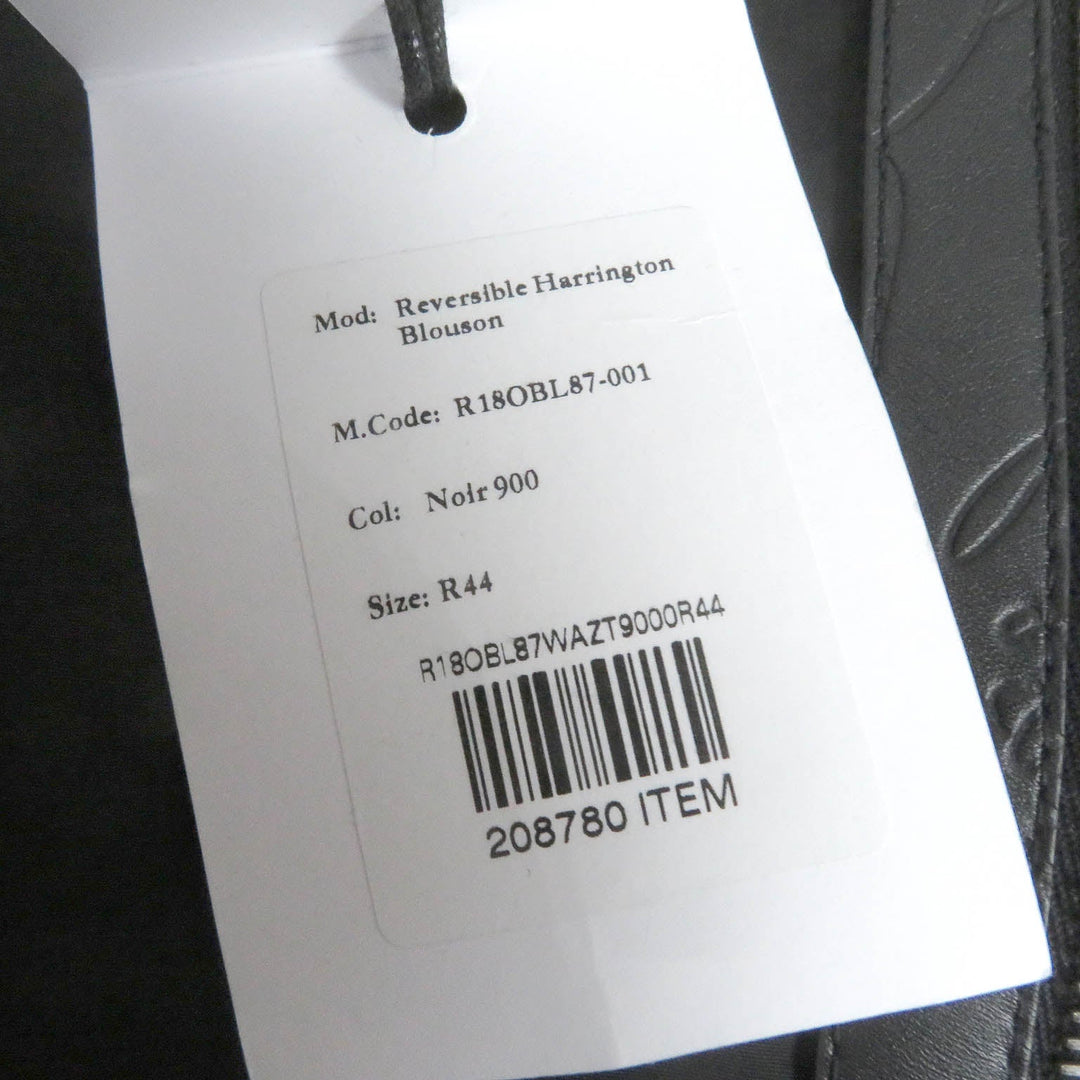 Mod: Reversible Harrington
Blouson
M.Code: R18OBL87-001
Col: Noir 900
Size: R44
R18OBL87WAZT9000R44
208780 ITEM